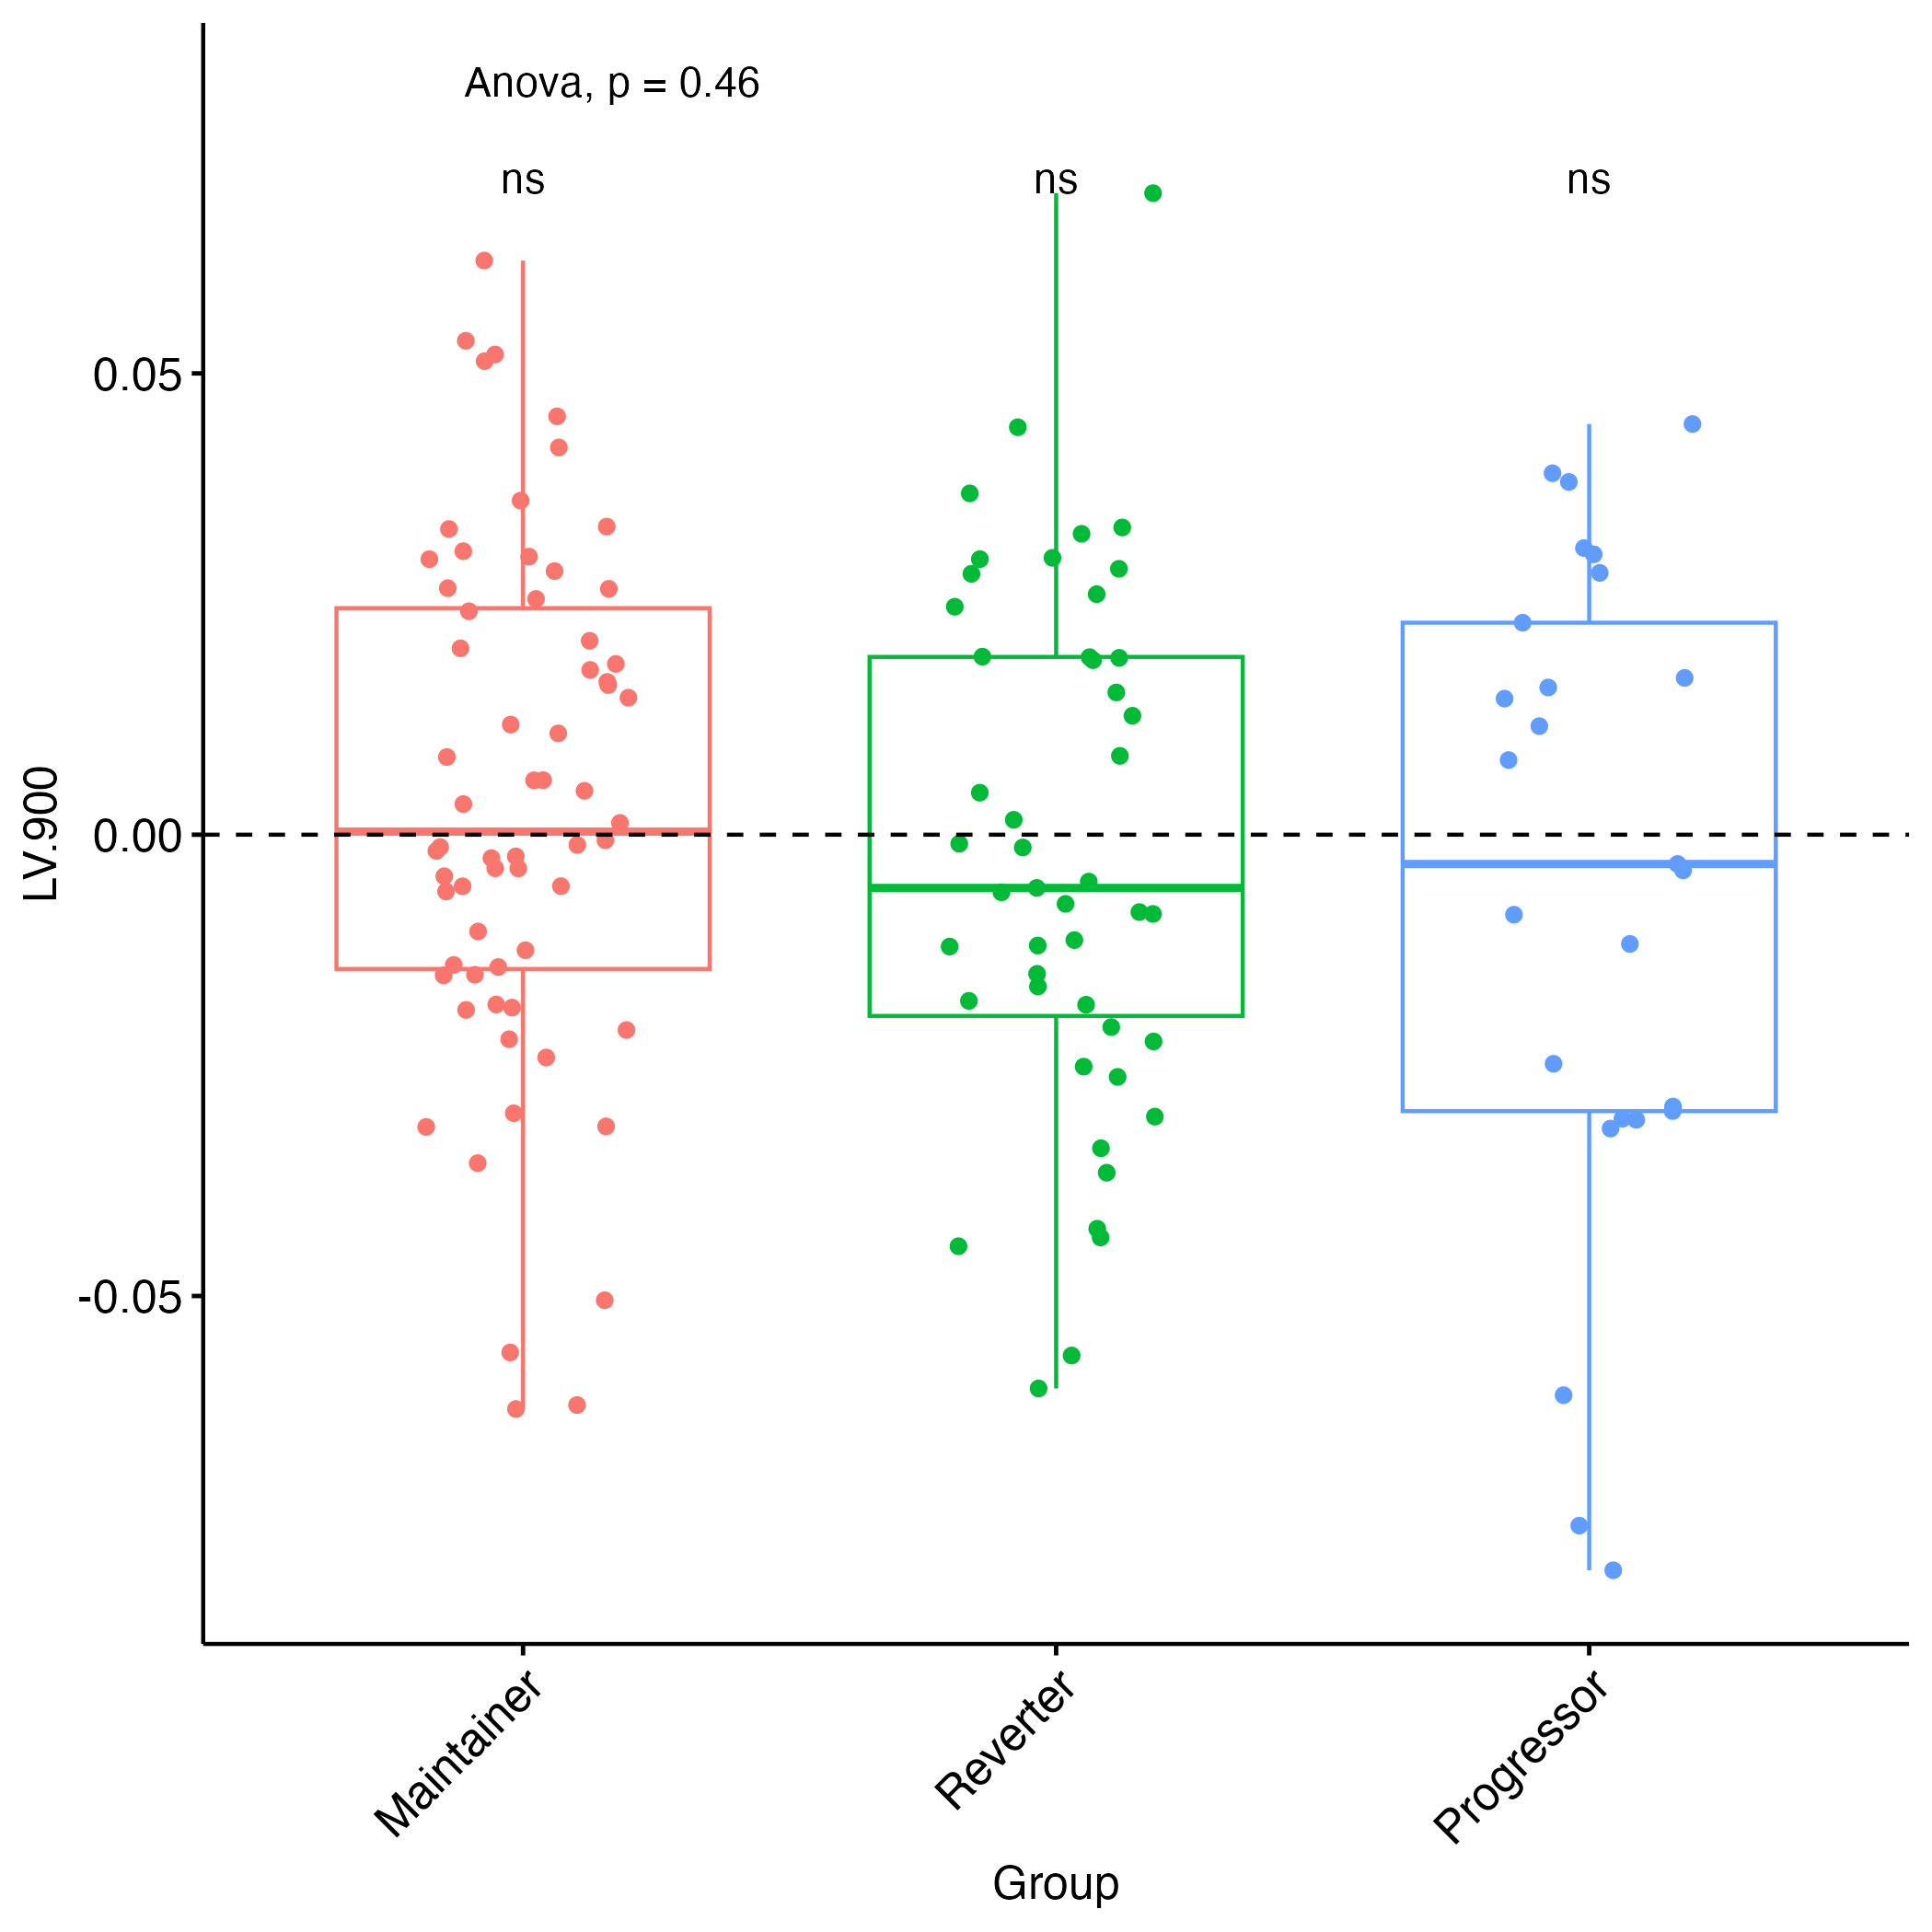 Anova, p = 0.46
ns ns ns
0.05
0.00
-0.05
LV.900
Maintainer Reverter Progressor
Group